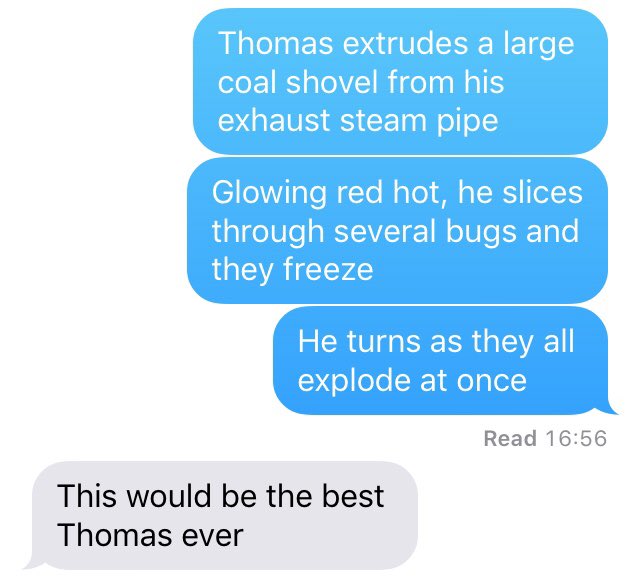 Thomas extrudes a large
coal shovel from his
exhaust steam pipe
Glowing red hot, he slices
through several bugs and
they freeze
He turns as they all
explode at once
Read 16:56
This would be the best
Thomas ever